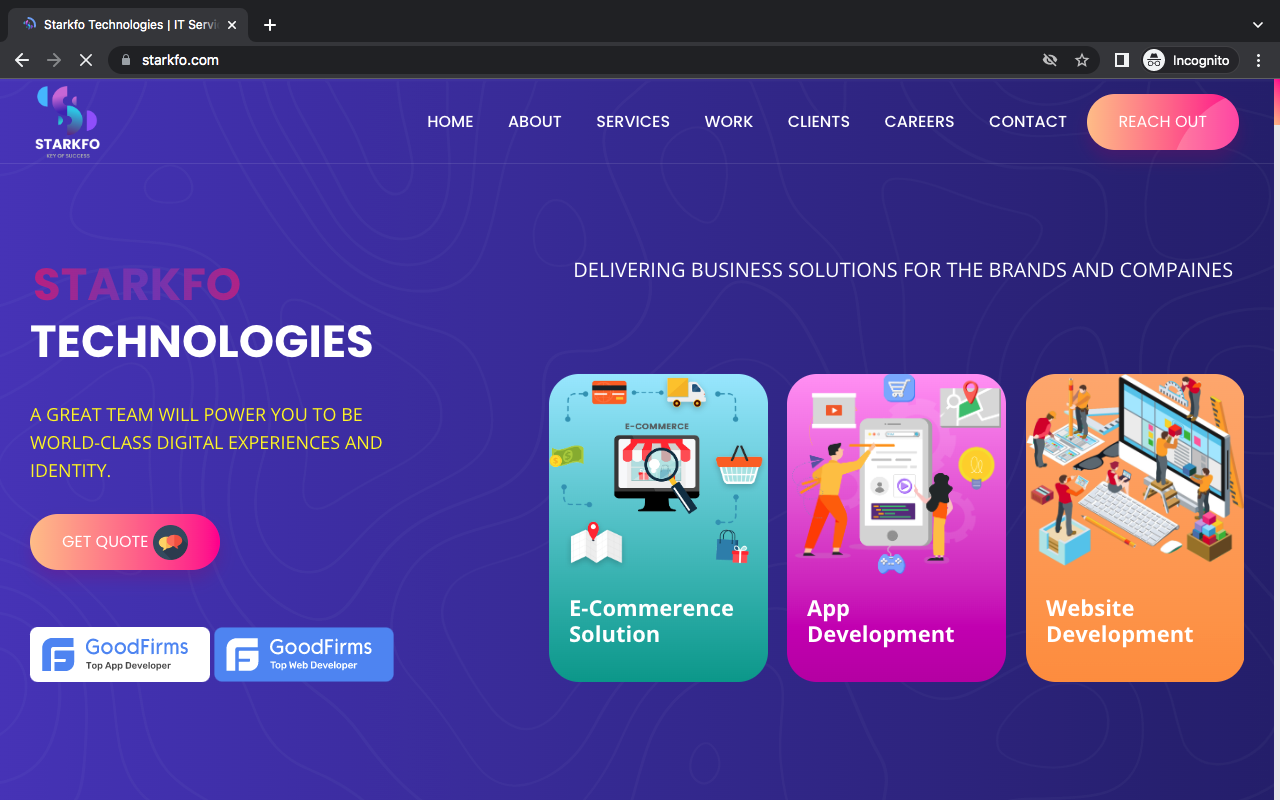 Starkfo Technologies | IT Servi
starkfo.com
Incognito
STARKFO
KEY OF SUCCESS
HOME
ABOUT
SERVICES
WORK
CLIENTS
CAREERS
CONTACT
REACH OUT
STARKFO
TECHNOLOGIES
A GREAT TEAM WILL POWER YOU TO BE
WORLD-CLASS DIGITAL EXPERIENCES AND
IDENTITY.
GET QUOTE
GoodFirms
Top App Developer
GoodFirms
Top Web Developer
DELIVERING BUSINESS SOLUTIONS FOR THE BRANDS AND COMPAINES
E-COMMERCE
E-Commerence
Solution
App
Development
Website
Development